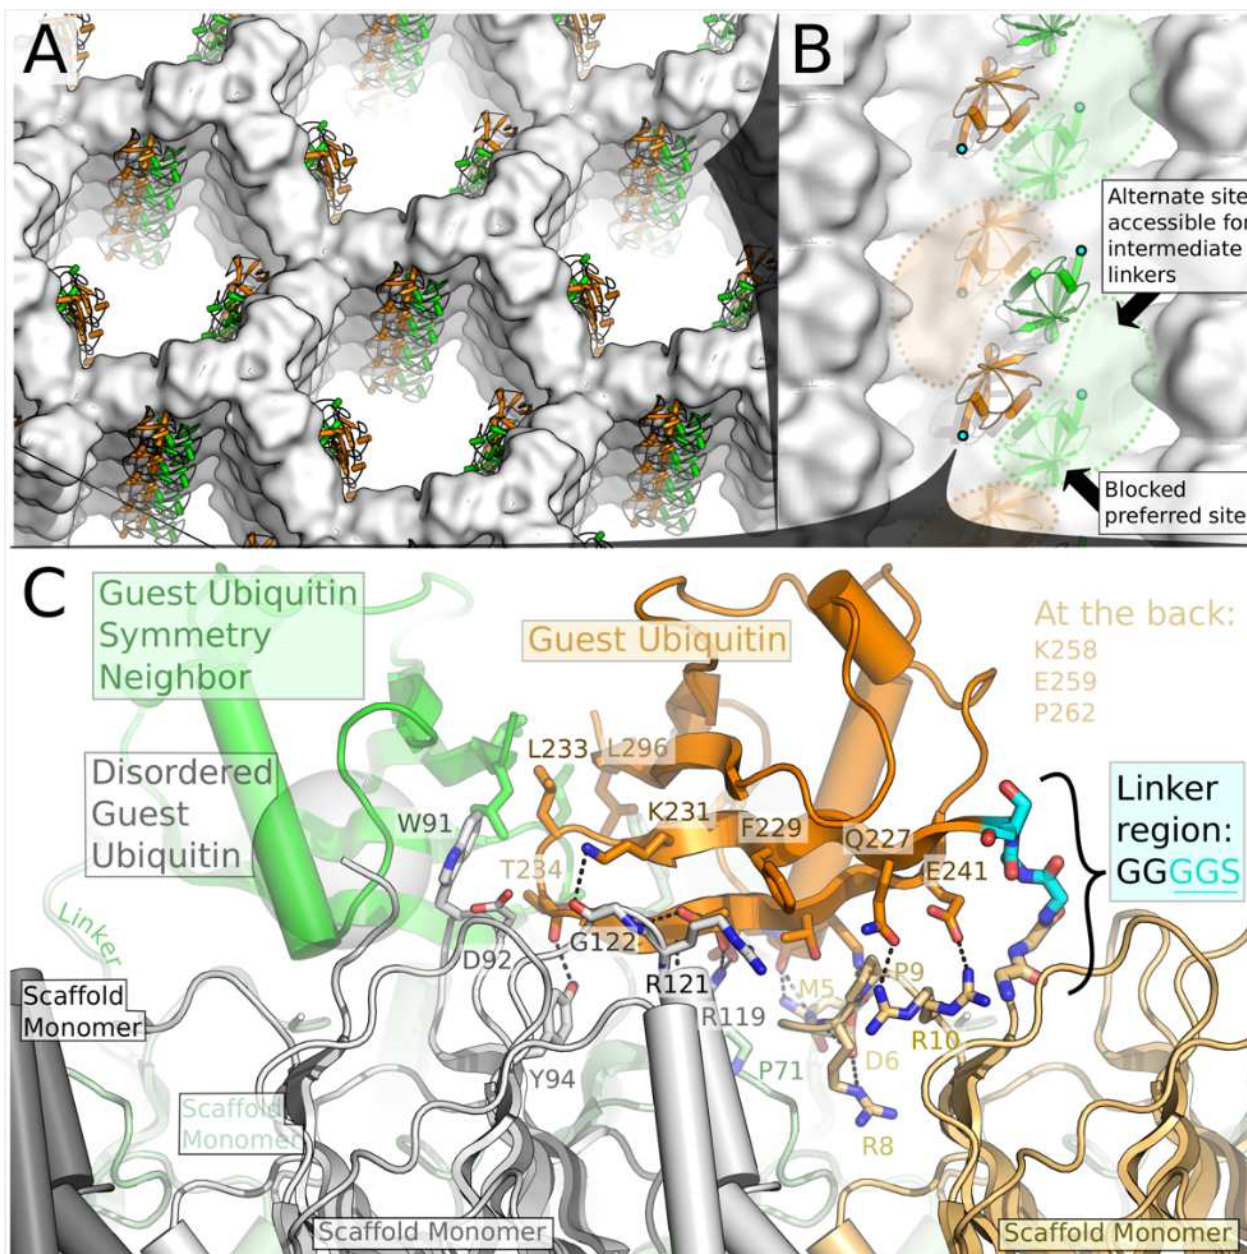 A
B
Alternate site
accessible for
intermediate
linkers
Blocked
preferred site
C
Guest Ubiquitin
Symmetry
Neighbor
Guest Ubiquitin
At the back:
K258
E259
P262
Disordered
Guest
Ubiquitin
L233
L296
W91
K231
F229
Q227
E241
T234
Linker
region:
GGGGS
Linker
D92
G122
R121
M5
P9
Scaffold
Monomer
R119
R10
D6
P71
Y94
R8
Scaffold
Monomer
Scaffold Monomer
Scaffold Monomer